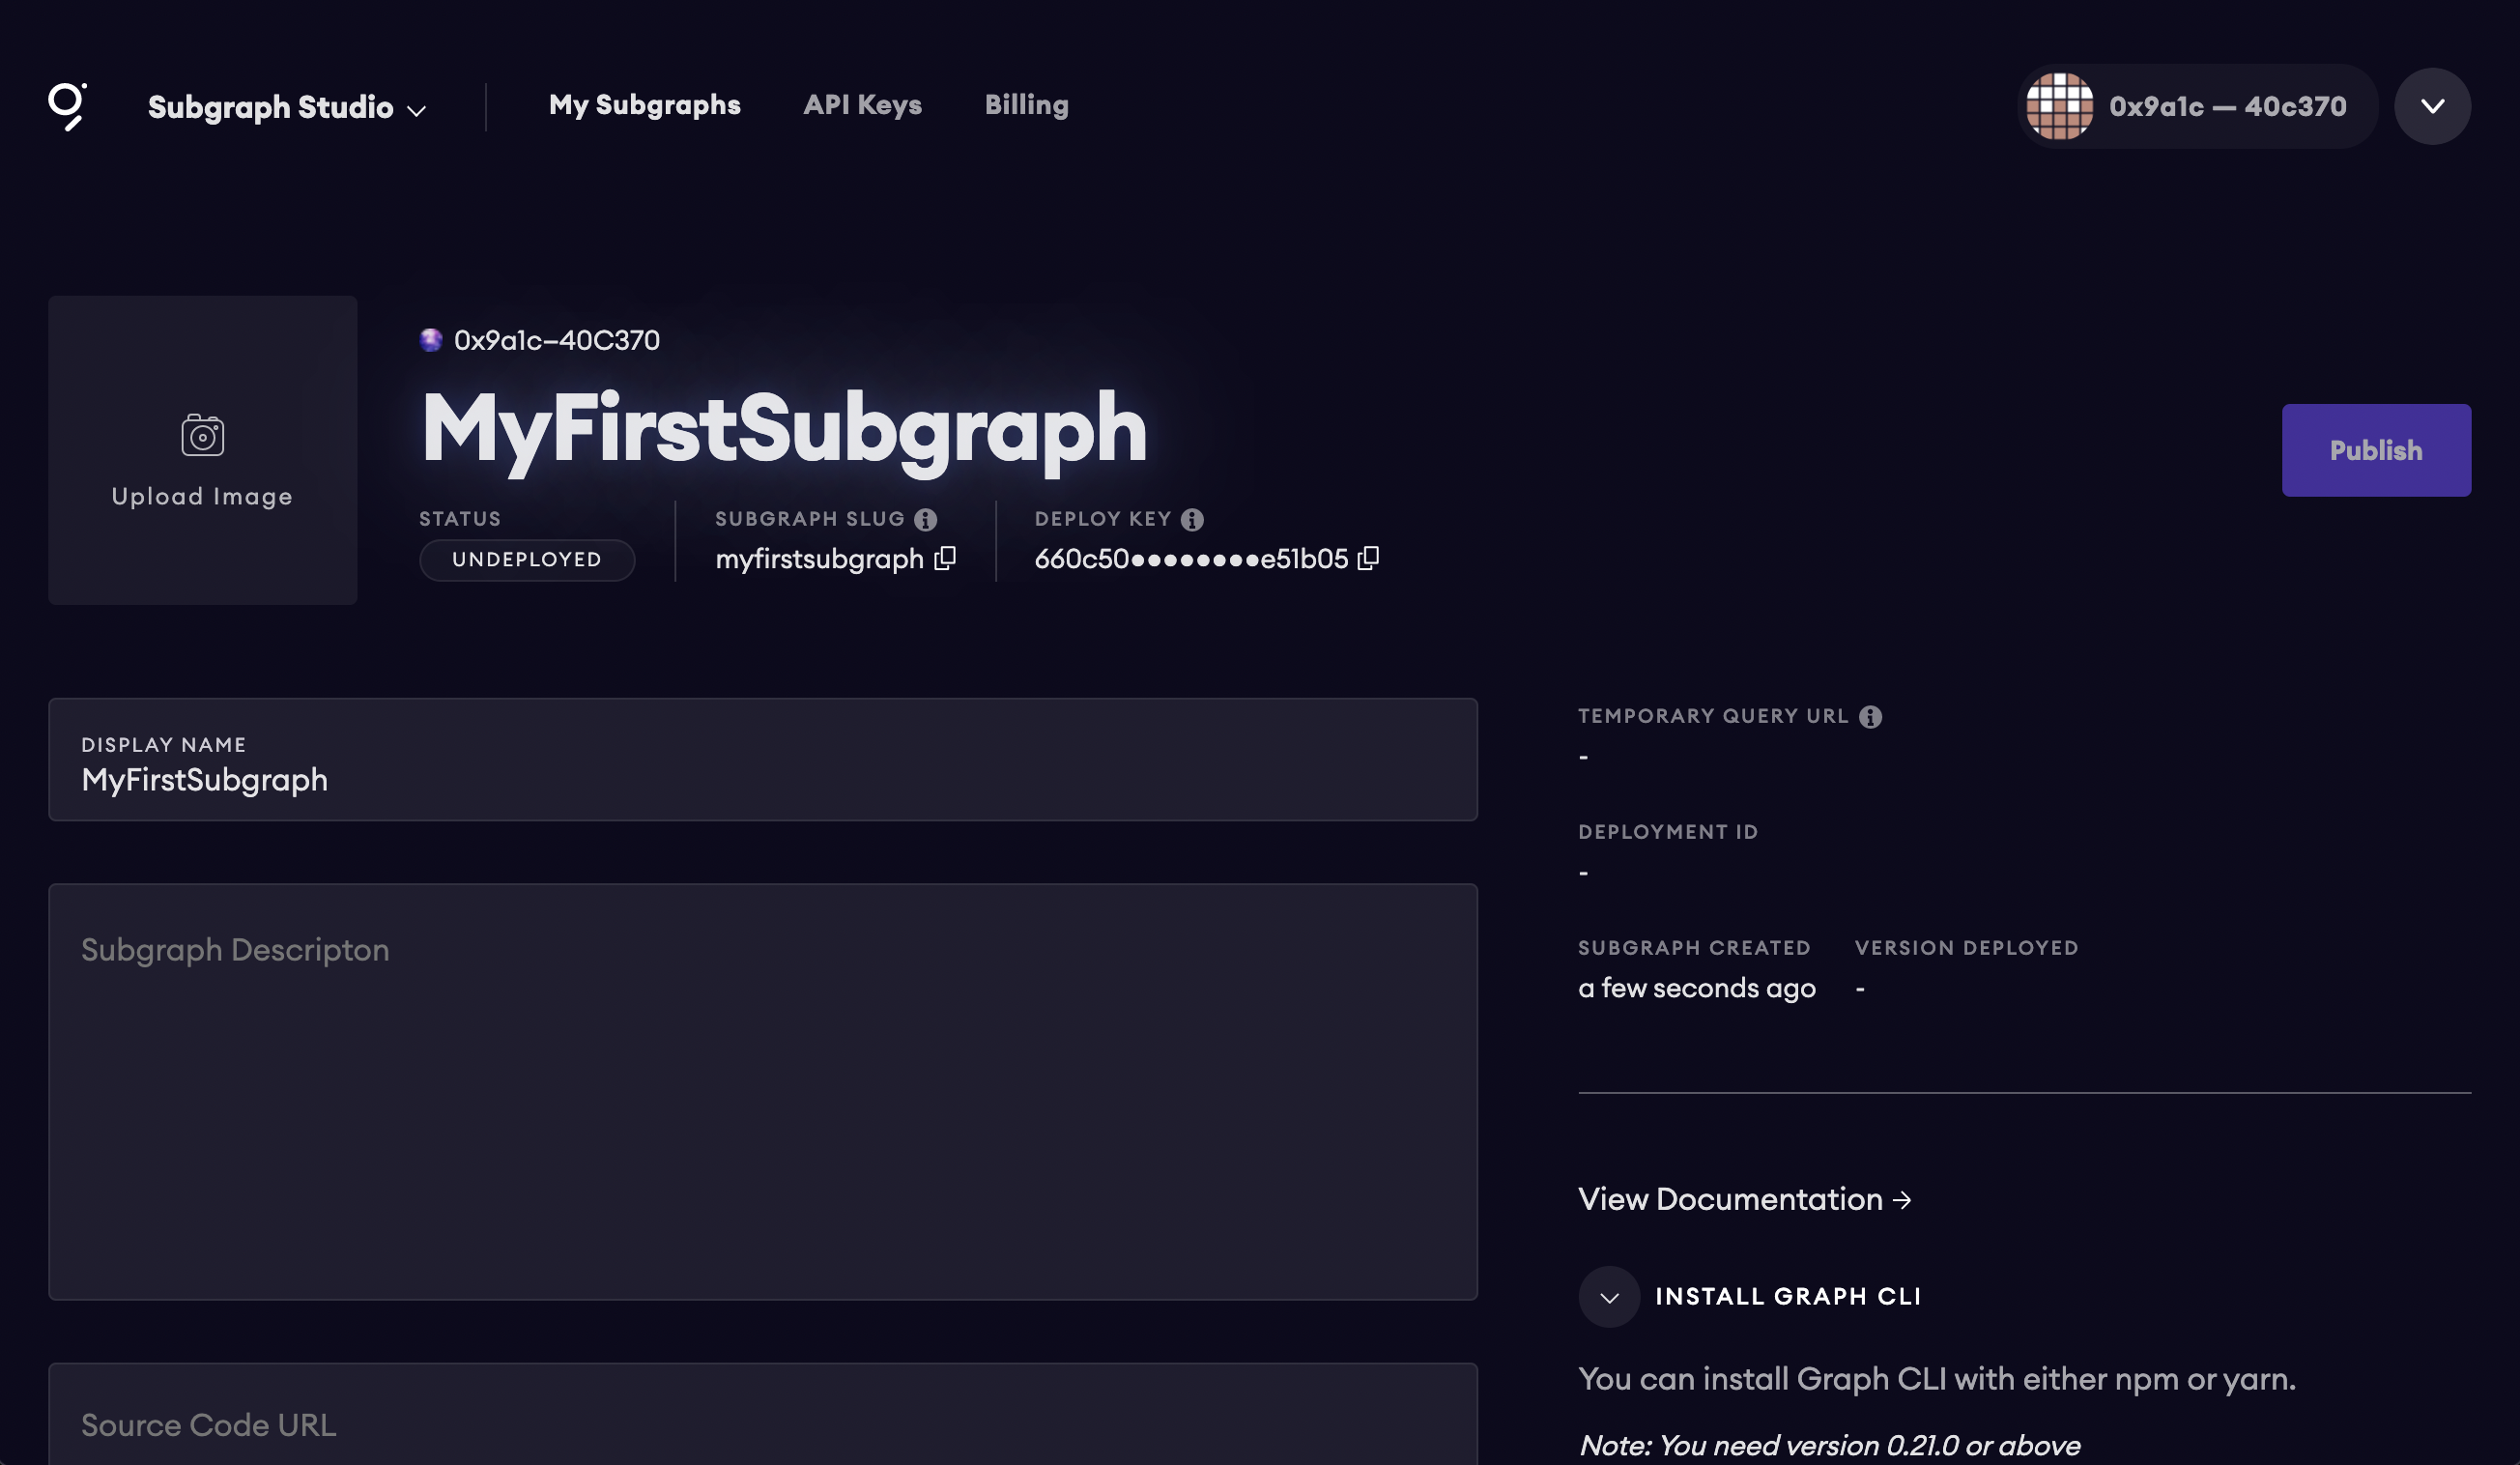 Subgraph Studio
My Subgraphs
API Keys
Billing
0x9a1c — 40c370
Upload Image
0x9a1c–40C370
MyFirstSubgraph
Publish
STATUS
UNDEPLOYED
SUBGRAPH SLUG
myfirstsubgraph
DEPLOY KEY
660c50●●●●●●●●e51b05
DISPLAY NAME
MyFirstSubgraph
Subgraph Descripton
Source Code URL
TEMPORARY QUERY URL
-
DEPLOYMENT ID
-
SUBGRAPH CREATED
a few seconds ago
VERSION DEPLOYED
-
View Documentation →
INSTALL GRAPH CLI
You can install Graph CLI with either npm or yarn.
Note: You need version 0.21.0 or above